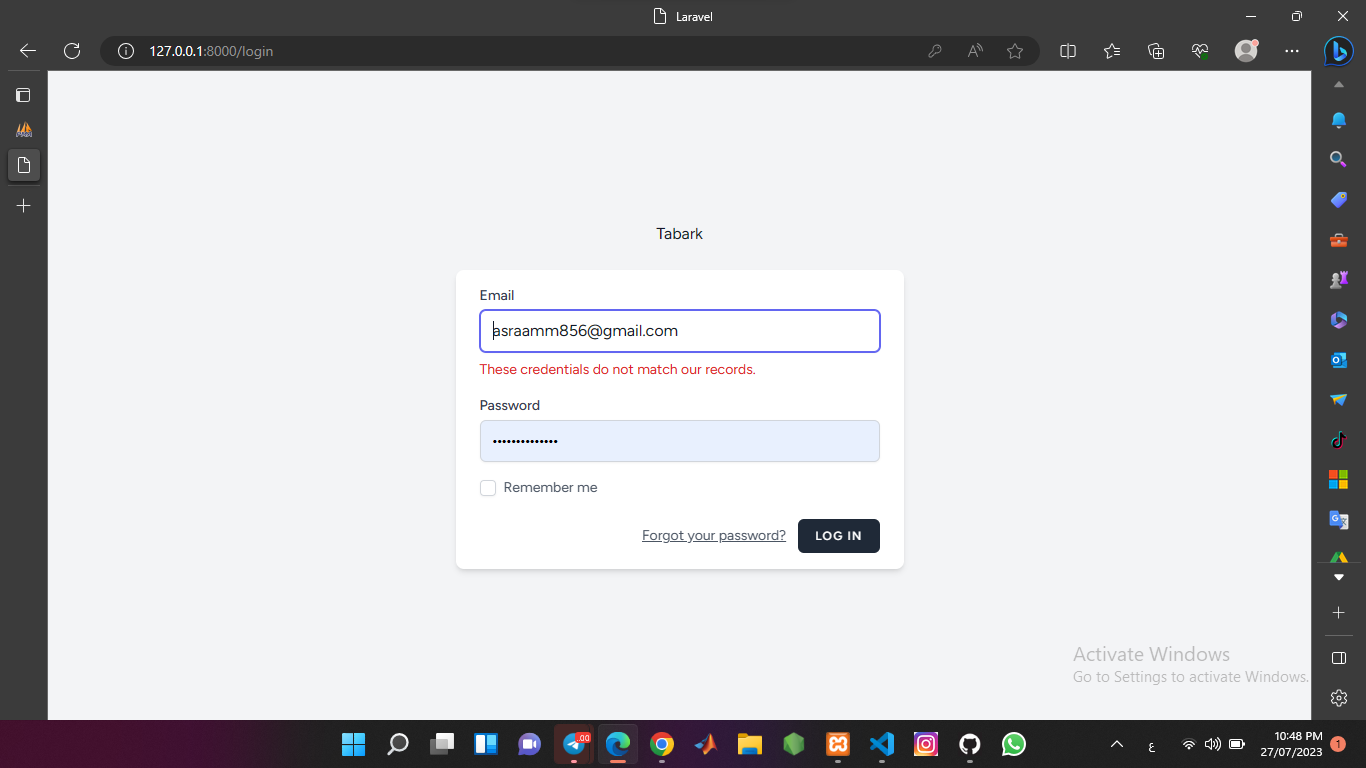 Laravel
127.0.0.1:8000/login
Tabark
Email
asraamm856@gmail.com
These credentials do not match our records.
Password
Remember me
Forgot your password?
LOG IN
Activate Windows
Go to Settings to activate Windows.
.00
ع
10:48 PM
27/07/2023
1